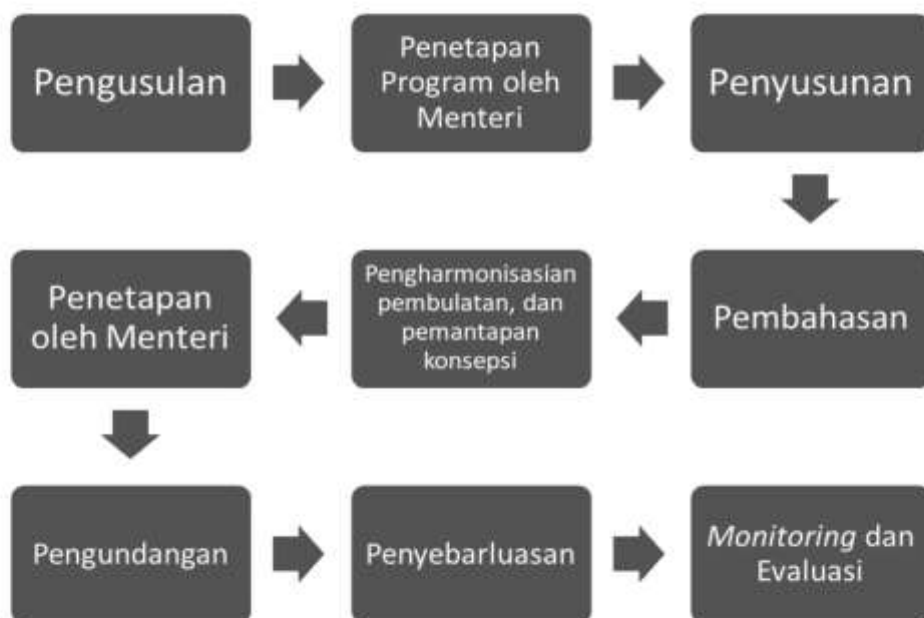 Pengusulan
Penetapan
Program oleh
Menteri
Penyusunan
Pembahasan
Pengharmonisasian
pembulatan, dan
pemantapan
konsepsi
Penetapan
oleh Menteri
Pengundangan
Penyebarluasan
Monitoring dan
Evaluasi